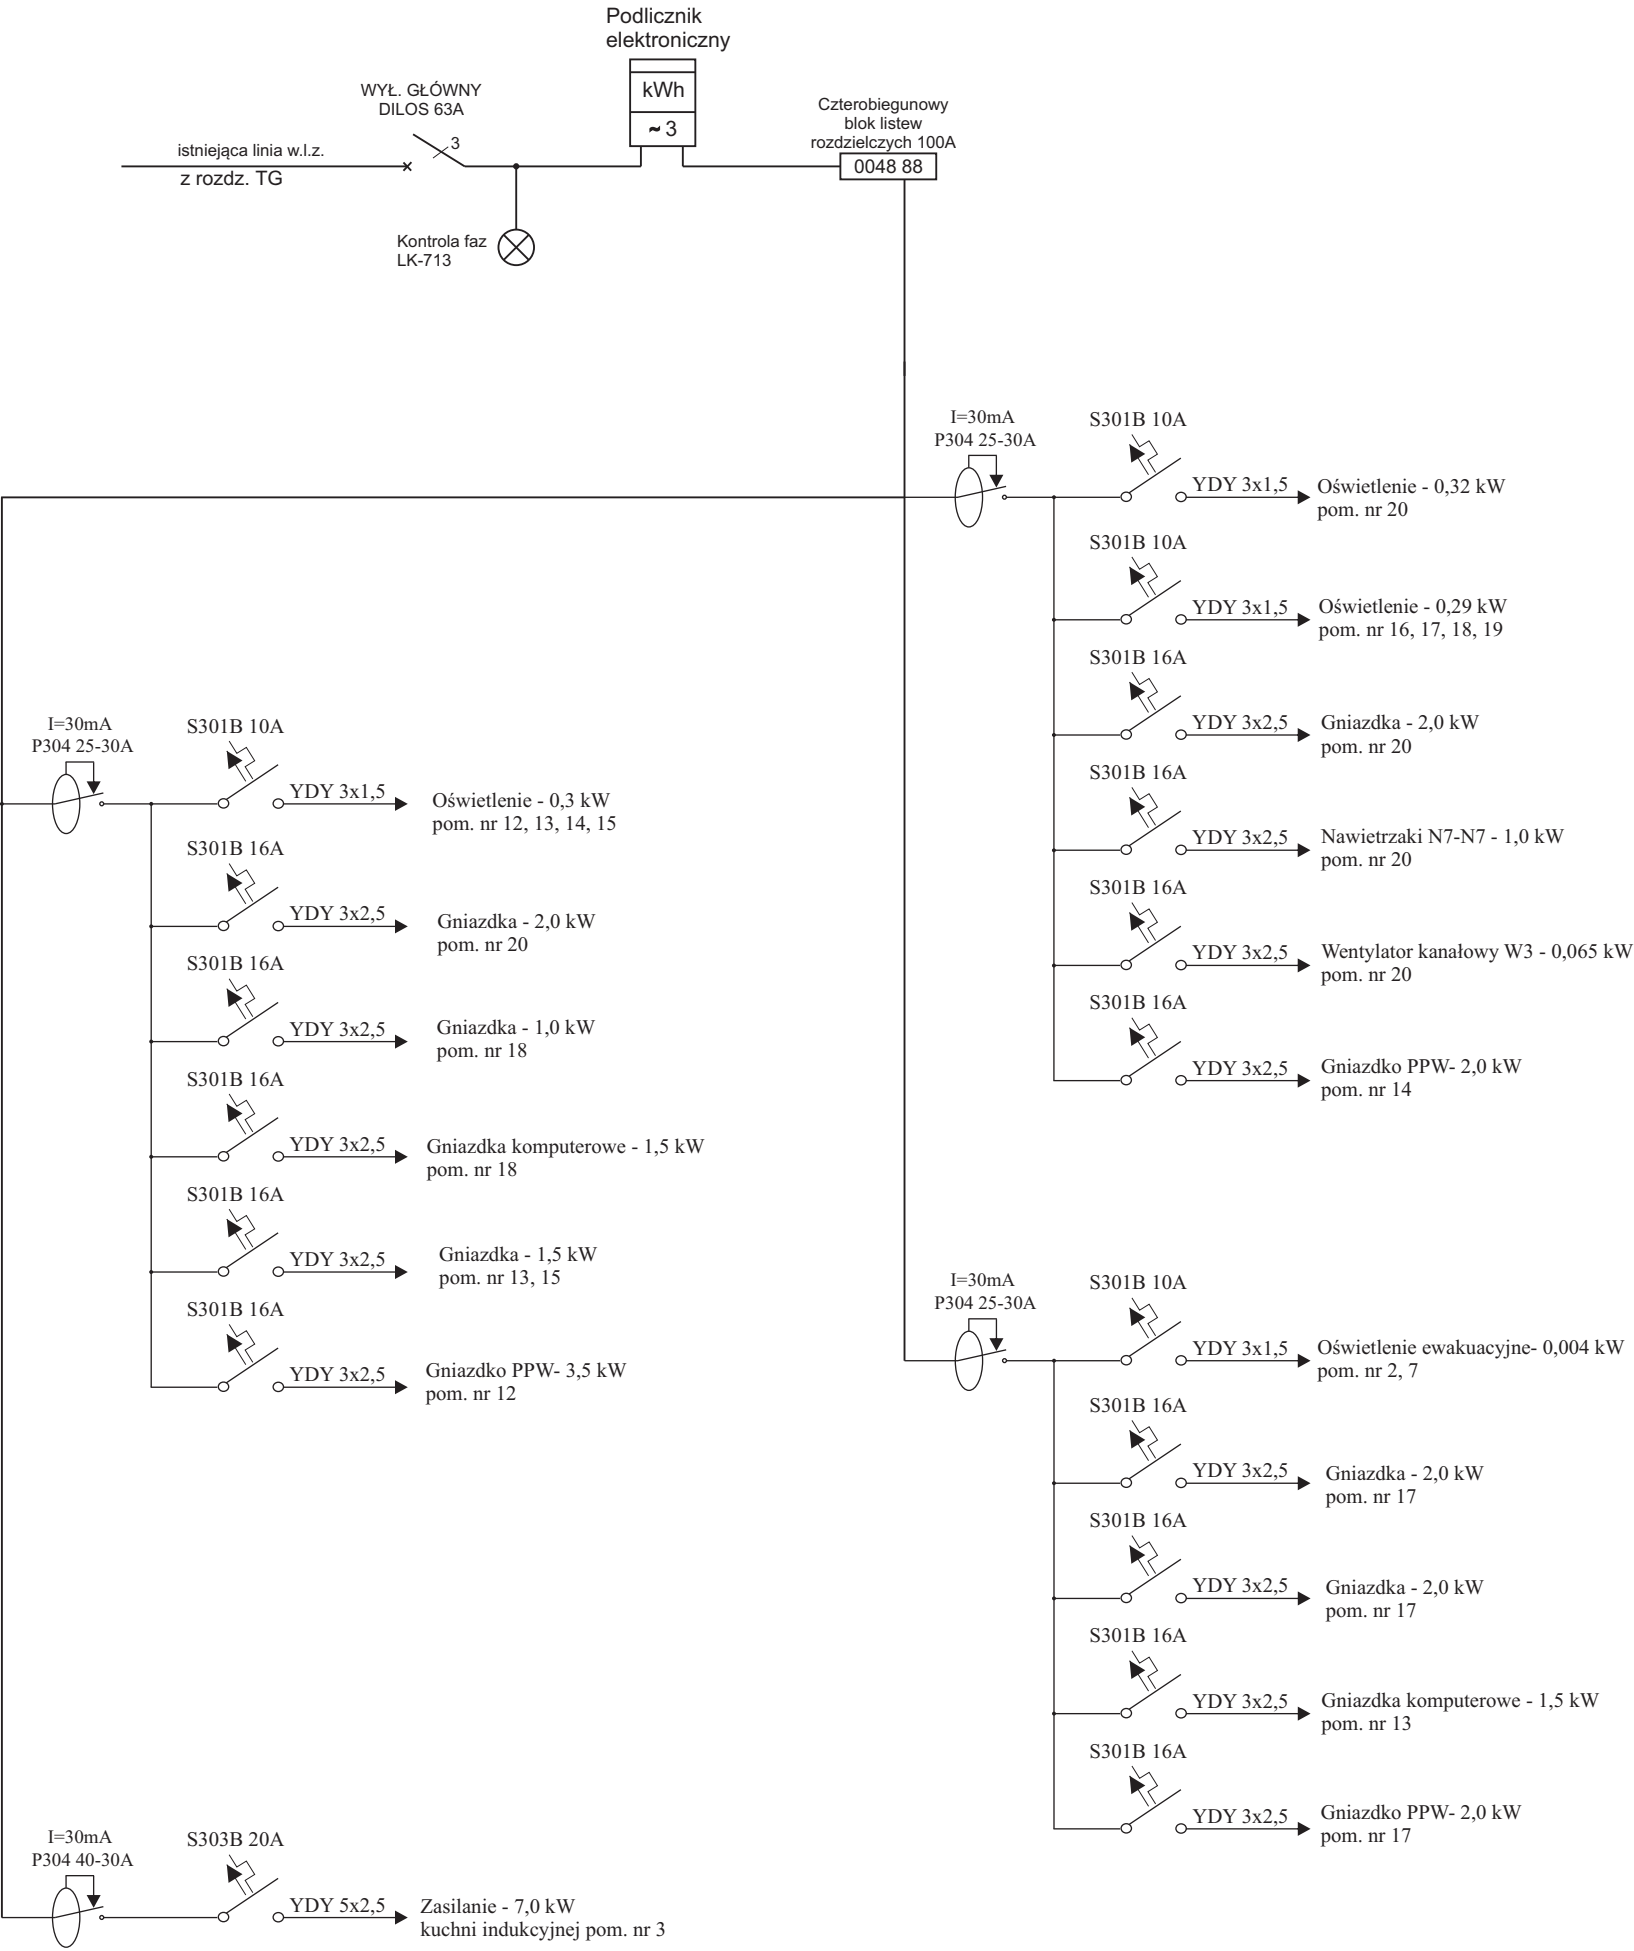 Podlicznik
elektroniczny
kWh
~ 3
WYŁ. GŁÓWNY
DILOS 63A
3
istniejąca linia w.l.z.
z rozdz. TG
Czterobiegunowy
blok listew
rozdzielczych 100A
0048 88
Kontrola faz
LK-713
I=30mA
P304 25-30A
S301B 10A
YDY 3x1,5
Oświetlenie - 0,32 kW
pom. nr 20
S301B 10A
YDY 3x1,5
Oświetlenie - 0,29 kW
pom. nr 16, 17, 18, 19
S301B 16A
YDY 3x2,5
Gniazdka - 2,0 kW
pom. nr 20
S301B 16A
YDY 3x2,5
Nawietrzaki N7-N7 - 1,0 kW
pom. nr 20
S301B 16A
YDY 3x2,5
Wentylator kanałowy W3 - 0,065 kW
pom. nr 20
S301B 16A
YDY 3x2,5
Gniazdko PPW- 2,0 kW
pom. nr 14
I=30mA
P304 25-30A
S301B 10A
YDY 3x1,5
Oświetlenie - 0,3 kW
pom. nr 12, 13, 14, 15
S301B 16A
YDY 3x2,5
Gniazdka - 2,0 kW
pom. nr 20
S301B 16A
YDY 3x2,5
Gniazdka - 1,0 kW
pom. nr 18
S301B 16A
YDY 3x2,5
Gniazdka komputerowe - 1,5 kW
pom. nr 18
S301B 16A
YDY 3x2,5
Gniazdka - 1,5 kW
pom. nr 13, 15
S301B 16A
YDY 3x2,5
Gniazdko PPW- 3,5 kW
pom. nr 12
I=30mA
P304 25-30A
S301B 10A
YDY 3x1,5
Oświetlenie ewakuacyjne- 0,004 kW
pom. nr 2, 7
S301B 16A
YDY 3x2,5
Gniazdka - 2,0 kW
pom. nr 17
S301B 16A
YDY 3x2,5
Gniazdka - 2,0 kW
pom. nr 17
S301B 16A
YDY 3x2,5
Gniazdka komputerowe - 1,5 kW
pom. nr 13
S301B 16A
YDY 3x2,5
Gniazdko PPW- 2,0 kW
pom. nr 17
I=30mA
P304 40-30A
S303B 20A
YDY 5x2,5
Zasilanie - 7,0 kW
kuchni indukcyjnej pom. nr 3